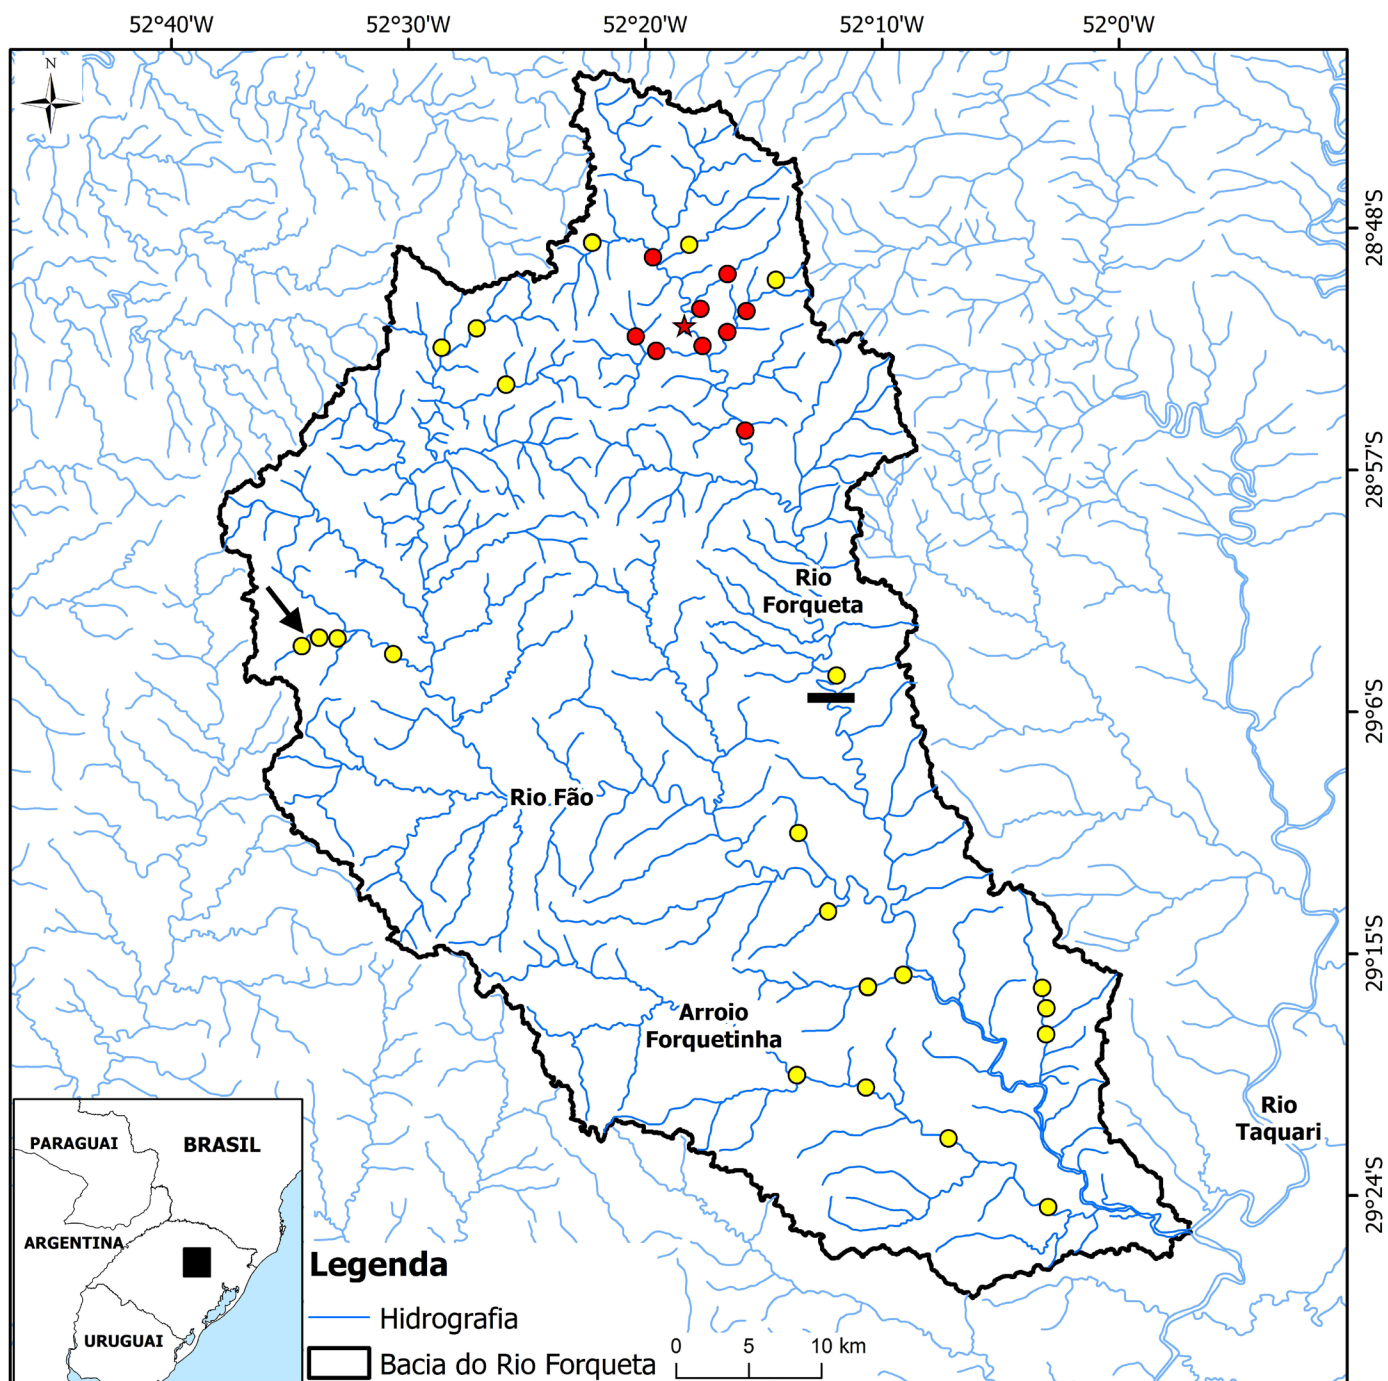 52°40'W
52°30'W
52°20'W
52°10'W
52°0'W
N
28°48'S
28°57'S
29°6'S
29°15'S
29°24'S
Rio
Forqueta
Rio Fão
Arroio
Forquetinha
Rio
Taquari
PARAGUAI
BRASIL
ARGENTINA
URUGUAI
Legenda
Hidrografia
Bacia do Rio Forqueta
0 5 10 km